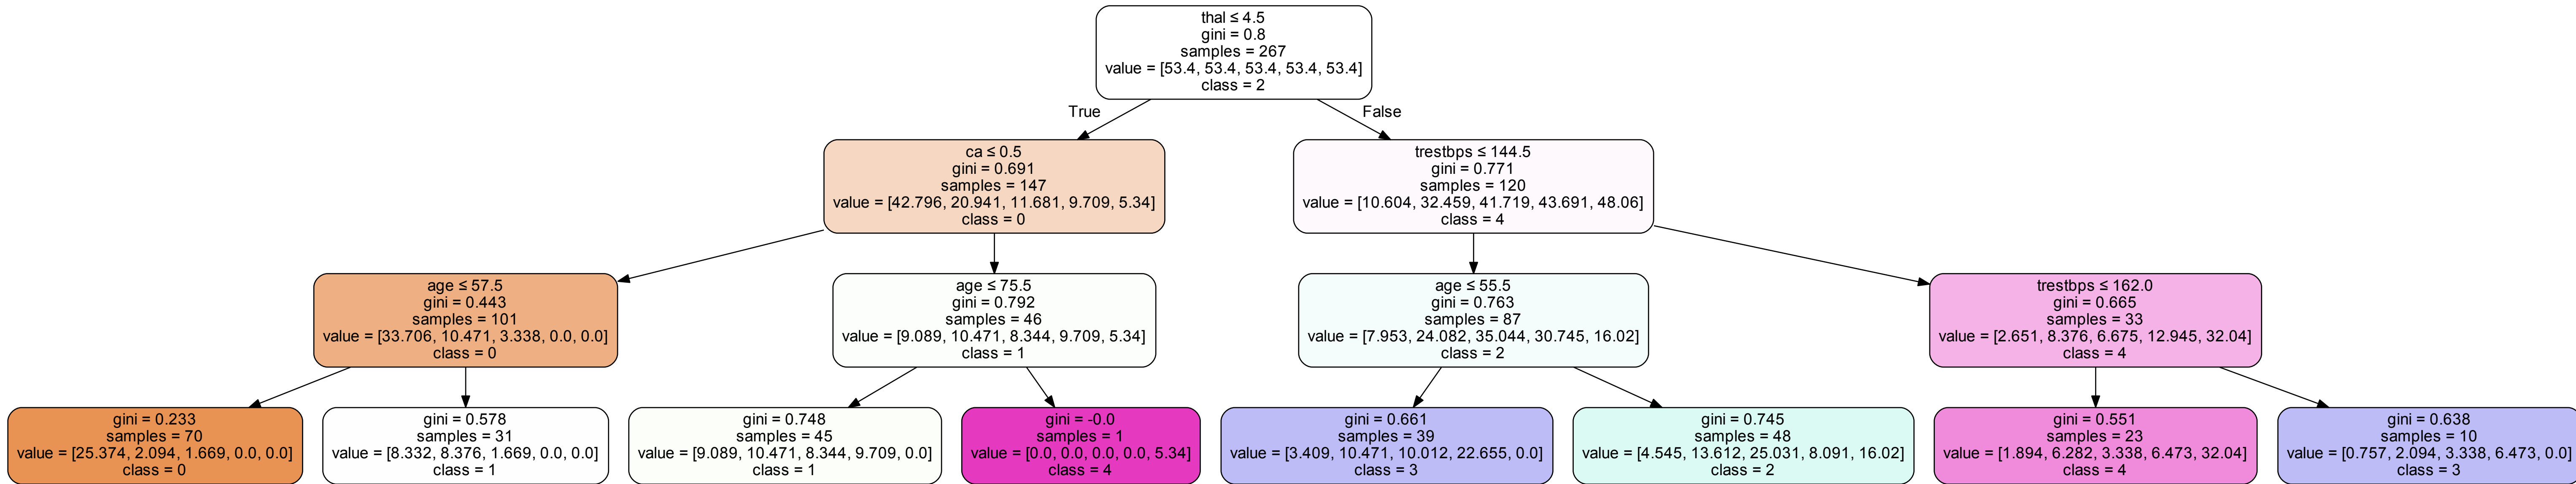 thal ≤ 4.5
gini = 0.8
samples = 267
value = [53.4, 53.4, 53.4, 53.4, 53.4]
class = 2
True
False
ca ≤ 0.5
gini = 0.691
samples = 147
value = [42.796, 20.941, 11.681, 9.709, 5.34]
class = 0
trestbps ≤ 144.5
gini = 0.771
samples = 120
value = [10.604, 32.459, 41.719, 43.691, 48.06]
class = 4
age ≤ 57.5
gini = 0.443
samples = 101
value = [33.706, 10.471, 3.338, 0.0, 0.0]
class = 0
age ≤ 75.5
gini = 0.792
samples = 46
value = [9.089, 10.471, 8.344, 9.709, 5.34]
class = 1
age ≤ 55.5
gini = 0.763
samples = 87
value = [7.953, 24.082, 35.044, 30.745, 16.02]
class = 2
trestbps ≤ 162.0
gini = 0.665
samples = 33
value = [2.651, 8.376, 6.675, 12.945, 32.04]
class = 4
gini = 0.233
samples = 70
value = [25.374, 2.094, 1.669, 0.0, 0.0]
class = 0
gini = 0.578
samples = 31
value = [8.332, 8.376, 1.669, 0.0, 0.0]
class = 1
gini = 0.748
samples = 45
value = [9.089, 10.471, 8.344, 9.709, 0.0]
class = 1
gini = -0.0
samples = 1
value = [0.0, 0.0, 0.0, 0.0, 5.34]
class = 4
gini = 0.661
samples = 39
value = [3.409, 10.471, 10.012, 22.655, 0.0]
class = 3
gini = 0.745
samples = 48
value = [4.545, 13.612, 25.031, 8.091, 16.02]
class = 2
gini = 0.551
samples = 23
value = [1.894, 6.282, 3.338, 6.473, 32.04]
class = 4
gini = 0.638
samples = 10
value = [0.757, 2.094, 3.338, 6.473, 0.0]
class = 3